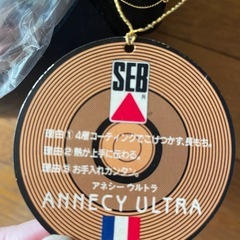 SEB
理由①4層コーティングでこげつかず、長もち。
理由②熱が上手に伝わる。
理由③お手入れカンタン。
アネシー ウルトラ
ANNECY ULTRA